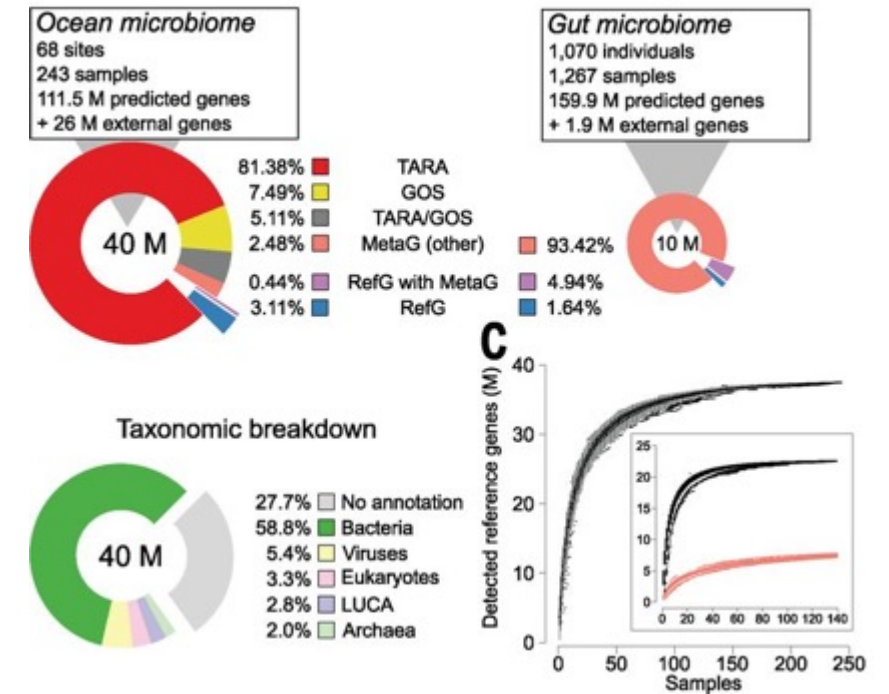 Ocean microbiome
68 sites
243 samples
111.5 M predicted genes
+ 26 M external genes
Gut microbiome
1,070 individuals
1,267 samples
159.9 M predicted genes
+ 1.9 M external genes
40 M
81.38% TARA
7.49% GOS
5.11% TARA/GOS
2.48% MetaG (other) 93.42%
0.44% RefG with MetaG 4.94%
3.11% RefG 1.64%
10 M
Taxonomic breakdown
40 M
27.7% No annotation
58.8% Bacteria
5.4% Viruses
3.3% Eukaryotes
2.8% LUCA
2.0% Archaea
C
Detected reference genes (M)
40
30
20
10
0
25
20
15
10
5
0
0 20 40 60 80 100 120 140
0 50 100 150 200 250
Samples